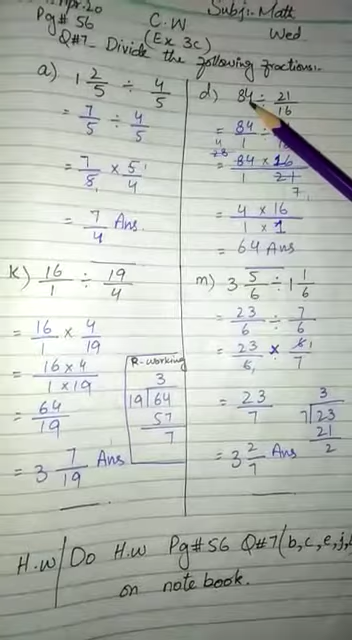 Apr.20 C.W Subj:- Math
Pg# 56 (Ex 3c) Wed
Q#7- Divide the following fractions:-
a) 1 2/5 ÷ 4/5
= 7/5 ÷ 4/5
= 7/5 × 5/4
= 7/4 Ans.
d) 84 ÷ 21/16
= 84/1 ÷
= 84 × 16 / 1 21
= 4 × 16 / 1 × 1
= 64 Ans
k) 16/1 ÷ 19/4
= 16/1 × 4/19
= 16 × 4 / 1 × 19
= 64/19
= 3 7/19 Ans
R-working
3
19 64
57
7
m) 3 5/6 ÷ 1 1/6
= 23/6 ÷ 7/6
= 23/6 × 6/7
= 23/7
= 3 2/7 Ans
3
7 23
21
2
H.W/ Do H.W Pg# 56 Q#7(b,c,e,j,
on notebook.